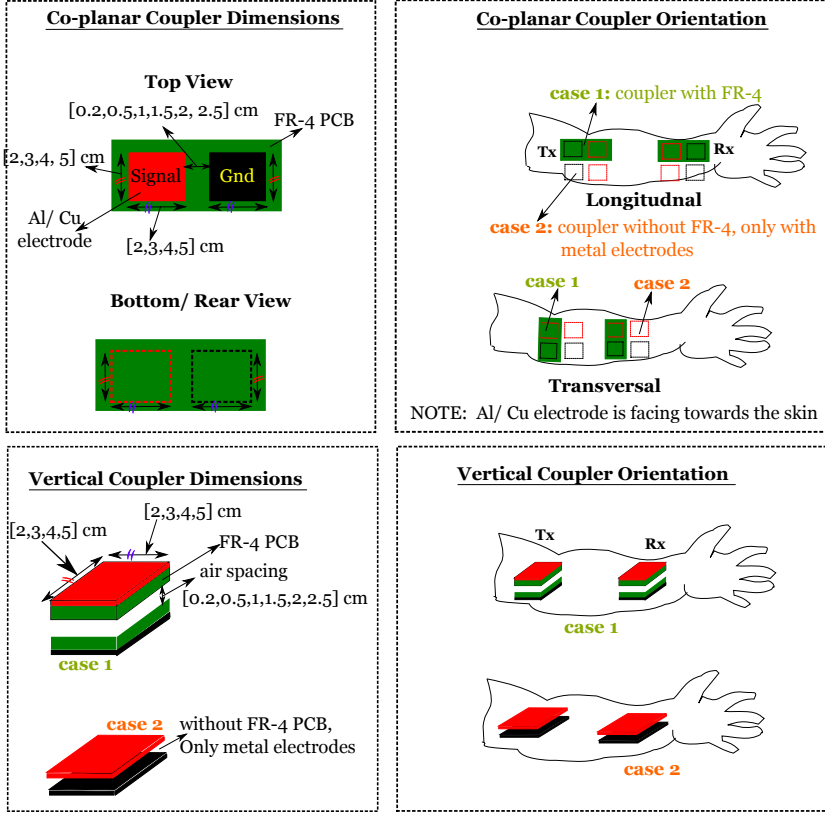 Co-planar Coupler Dimensions
Top View
[0.2,0.5,1,1.5,2, 2.5] cm
FR-4 PCB
[2,3,4, 5] cm
Signal
Gnd
Al/ Cu
electrode
[2,3,4,5] cm
Bottom/ Rear View
Co-planar Coupler Orientation
case 1: coupler with FR-4
Tx
Rx
Longitudnal
case 2: coupler without FR-4, only with
metal electrodes
case 1
case 2
Transversal
NOTE: Al/ Cu electrode is facing towards the skin
Vertical Coupler Dimensions
[2,3,4,5] cm
[2,3,4,5] cm
FR-4 PCB
air spacing
[0.2,0.5,1,1.5,2,2.5] cm
case 1
case 2
without FR-4 PCB,
Only metal electrodes
Vertical Coupler Orientation
Tx
Rx
case 1
case 2